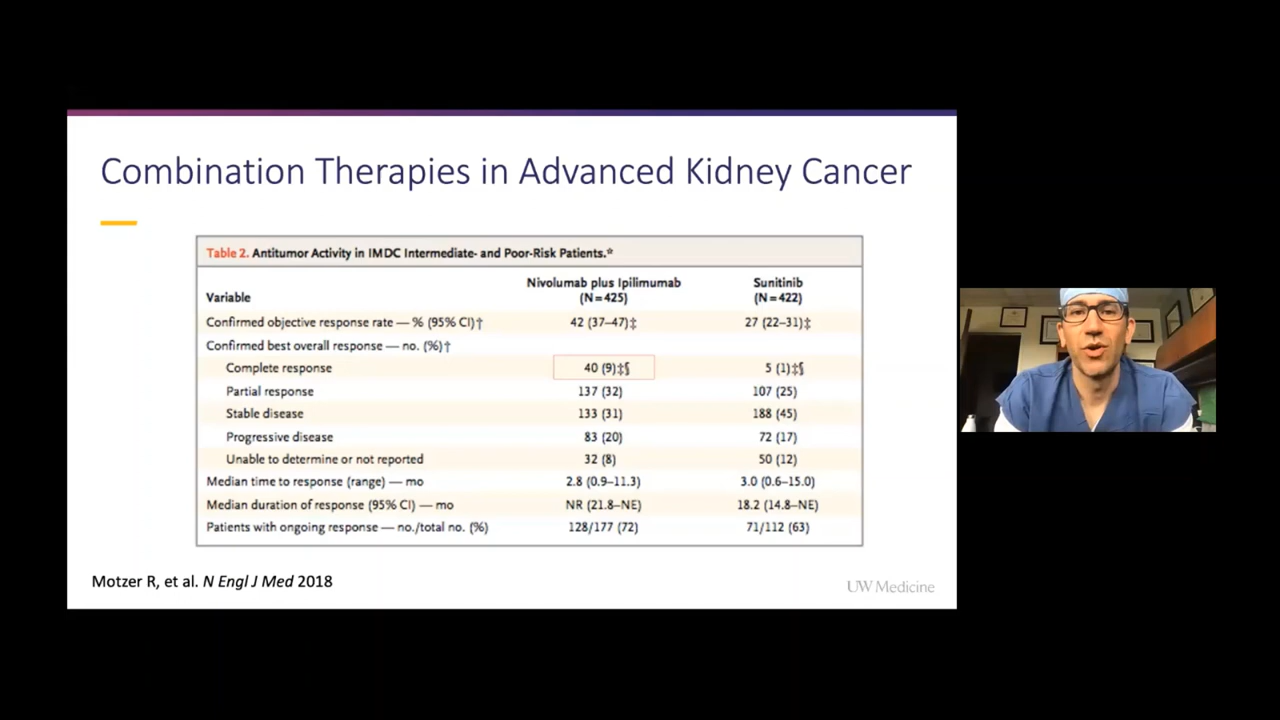 Combination Therapies in Advanced Kidney Cancer
Table 2. Antitumor Activity in IMDC Intermediate- and Poor-Risk Patients.*
Variable Nivolumab plus Ipilimumab (N=425) Sunitinib (N=422)
Confirmed objective response rate — % (95% CI)† 42 (37–47)‡ 27 (22–31)‡
Confirmed best overall response — no. (%)†
Complete response 40 (9)‡§ 5 (1)‡§
Partial response 137 (32) 107 (25)
Stable disease 133 (31) 188 (45)
Progressive disease 83 (20) 72 (17)
Unable to determine or not reported 32 (8) 50 (12)
Median time to response (range) — mo 2.8 (0.9–11.3) 3.0 (0.6–15.0)
Median duration of response (95% CI) — mo NR (21.8–NE) 18.2 (14.8–NE)
Patients with ongoing response — no./total no. (%) 128/177 (72) 71/112 (63)
Motzer R, et al. N Engl J Med 2018
UW Medicine